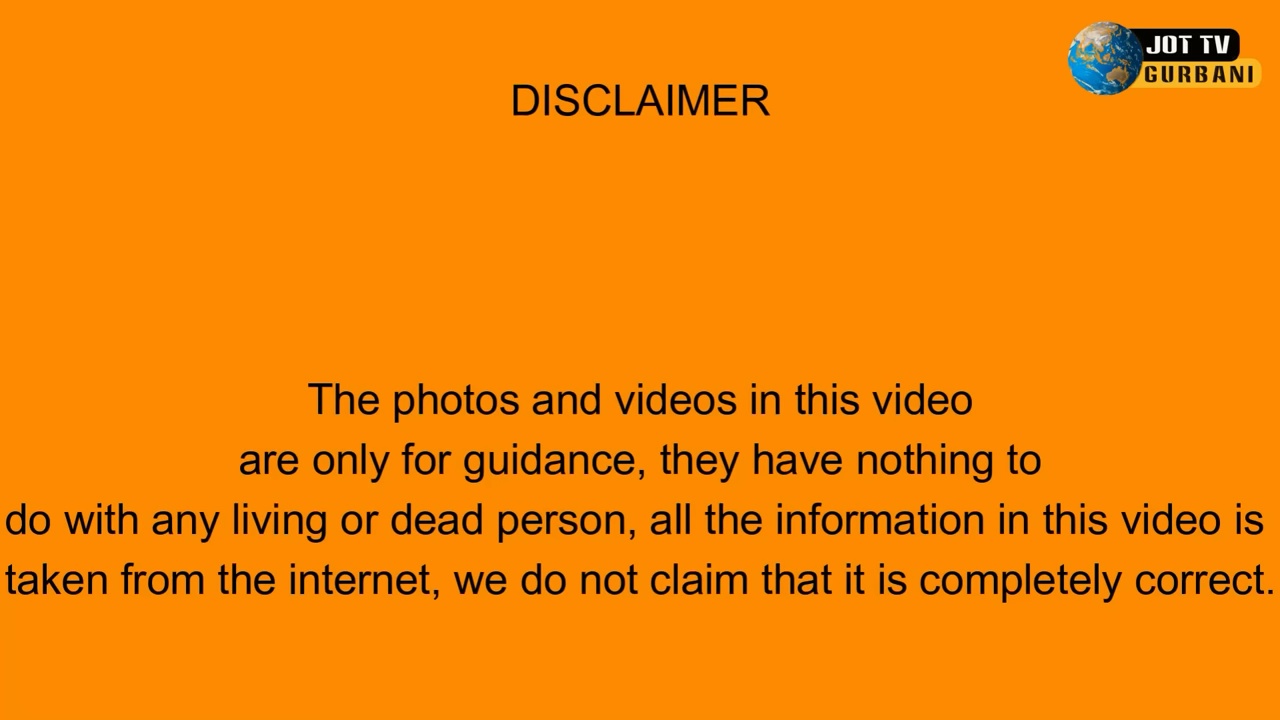 JOT TV
GURBANI
DISCLAIMER
The photos and videos in this video
are only for guidance, they have nothing to
do with any living or dead person, all the information in this video is
taken from the internet, we do not claim that it is completely correct.